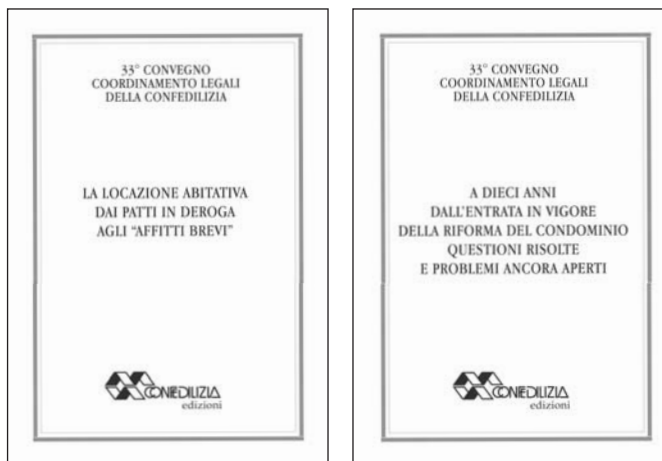 33° CONVEGNO
COORDINAMENTO LEGALI
DELLA CONFEDILIZIA
LA LOCAZIONE ABITATIVA
DAI PATTI IN DEROGA
AGLI “AFFITTI BREVI”
CONFEDILIZIA
edizioni
33° CONVEGNO
COORDINAMENTO LEGALI
DELLA CONFEDILIZIA
A DIECI ANNI
DALL'ENTRATA IN VIGORE
DELLA RIFORMA DEL CONDOMINIO
QUESTIONI RISOLTE
E PROBLEMI ANCORA APERTI
CONFEDILIZIA
edizioni